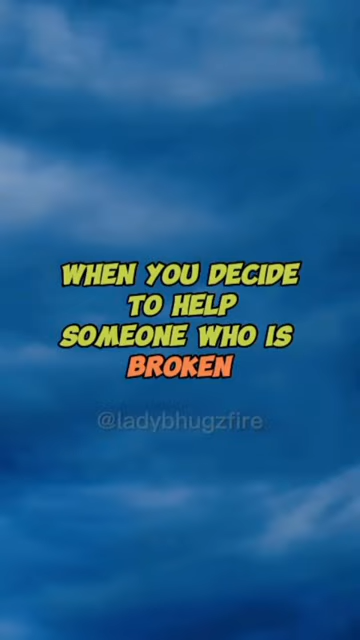 WHEN YOU DECIDE
TO HELP
SOMEONE WHO IS
BROKEN
@ladybhugzfire